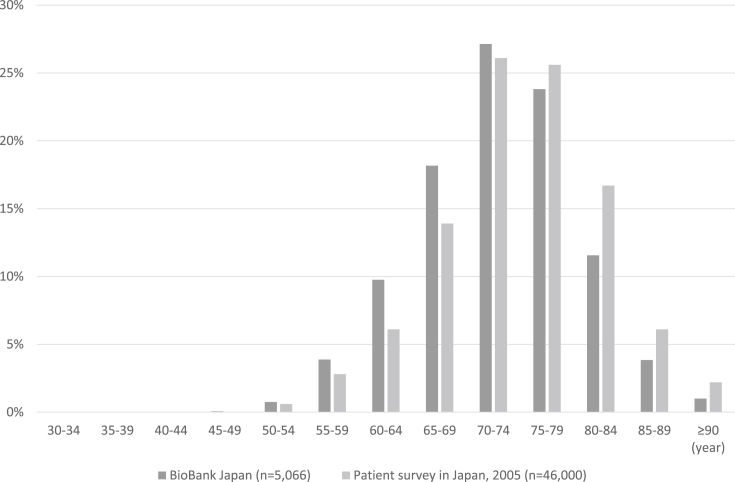 30%
25%
20%
15%
10%
5%
0%
30-34 35-39 40-44 45-49 50-54 55-59 60-64 65-69 70-74 75-79 80-84 85-89 ≥90
(year)
BioBank Japan (n=5,066) Patient survey in Japan, 2005 (n=46,000)